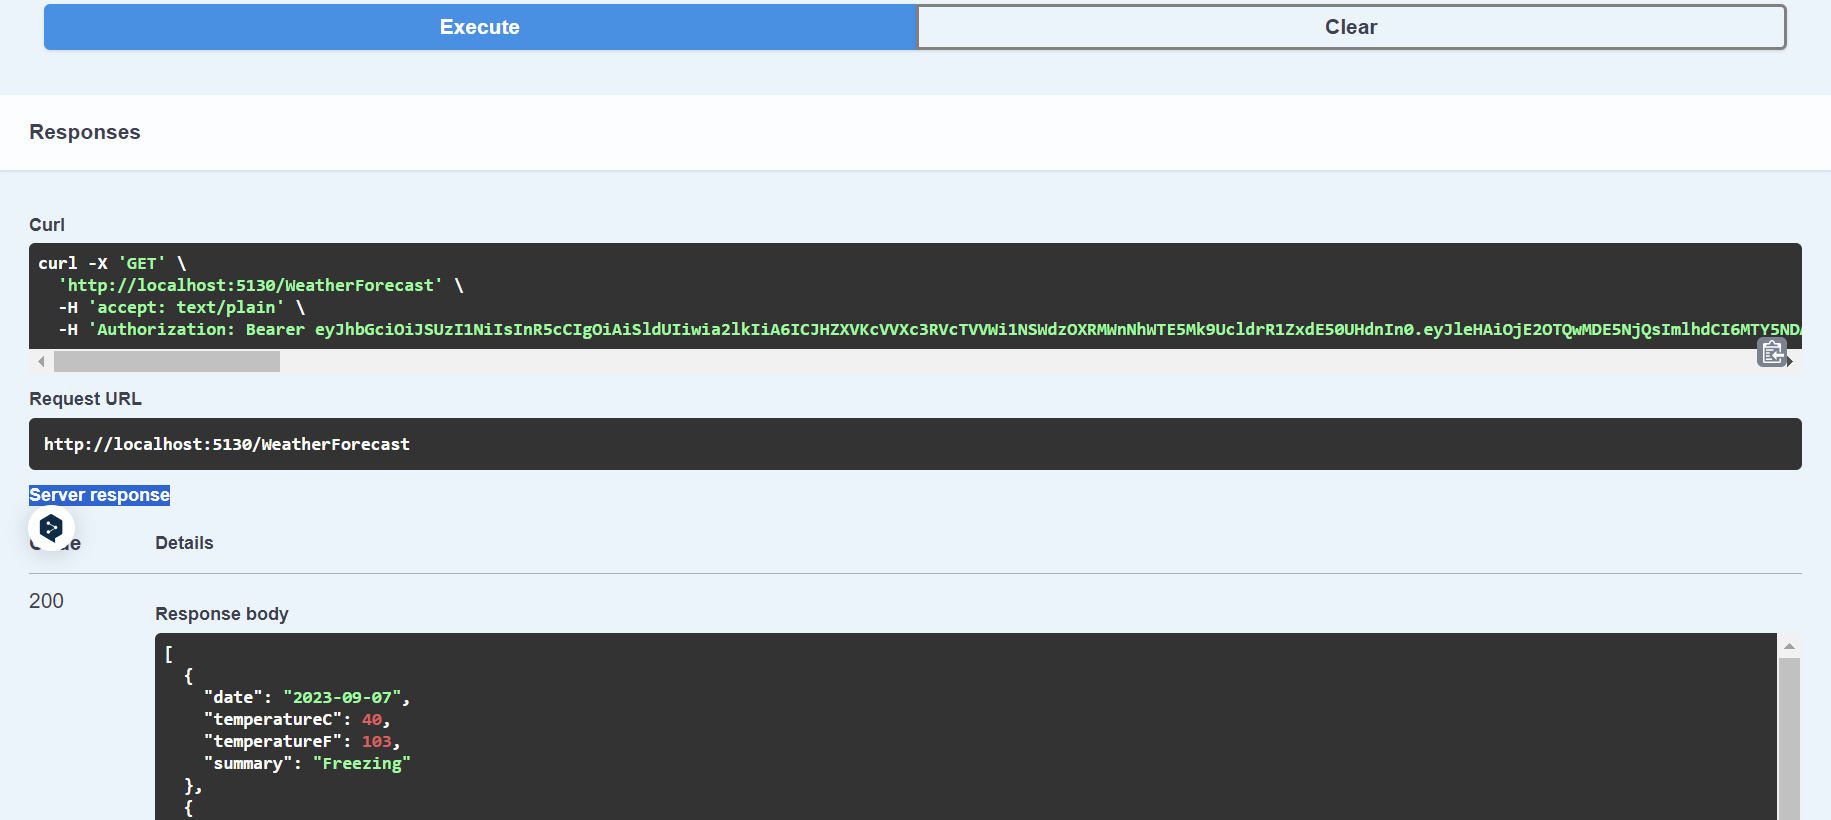 Execute
Clear
Responses
Curl
curl -X 'GET' \
'http://localhost:5130/WeatherForecast' \
-H 'accept: text/plain' \
-H 'Authorization: Bearer eyJhbGciOiJSUzI1NiIsInR5cCIgOiAiSldUIiwia2lkIiA6ICJHZXVKcVVXc3RVcTVVWi1NSWdzOXRMWnNhWTE5Mk9UcldrR1ZxdE50UHdnIn0.eyJleHAiOjE2OTQwMDE5NjQsImlhdCI6MTY5NDA
Request URL
http://localhost:5130/WeatherForecast
Server response
Details
200
Response body
[
{
"date": "2023-09-07",
"temperatureC": 40,
"temperatureF": 103,
"summary": "Freezing"
},
{